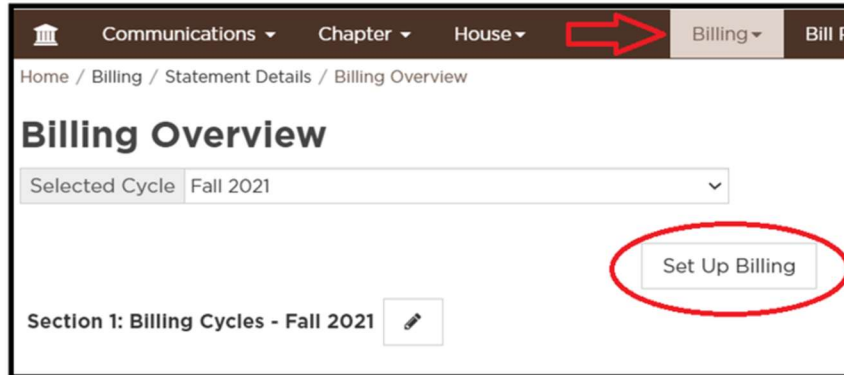 Communications Chapter House Billing Bill
Home / Billing / Statement Details / Billing Overview
Billing Overview
Selected Cycle Fall 2021
Set Up Billing
Section 1: Billing Cycles - Fall 2021